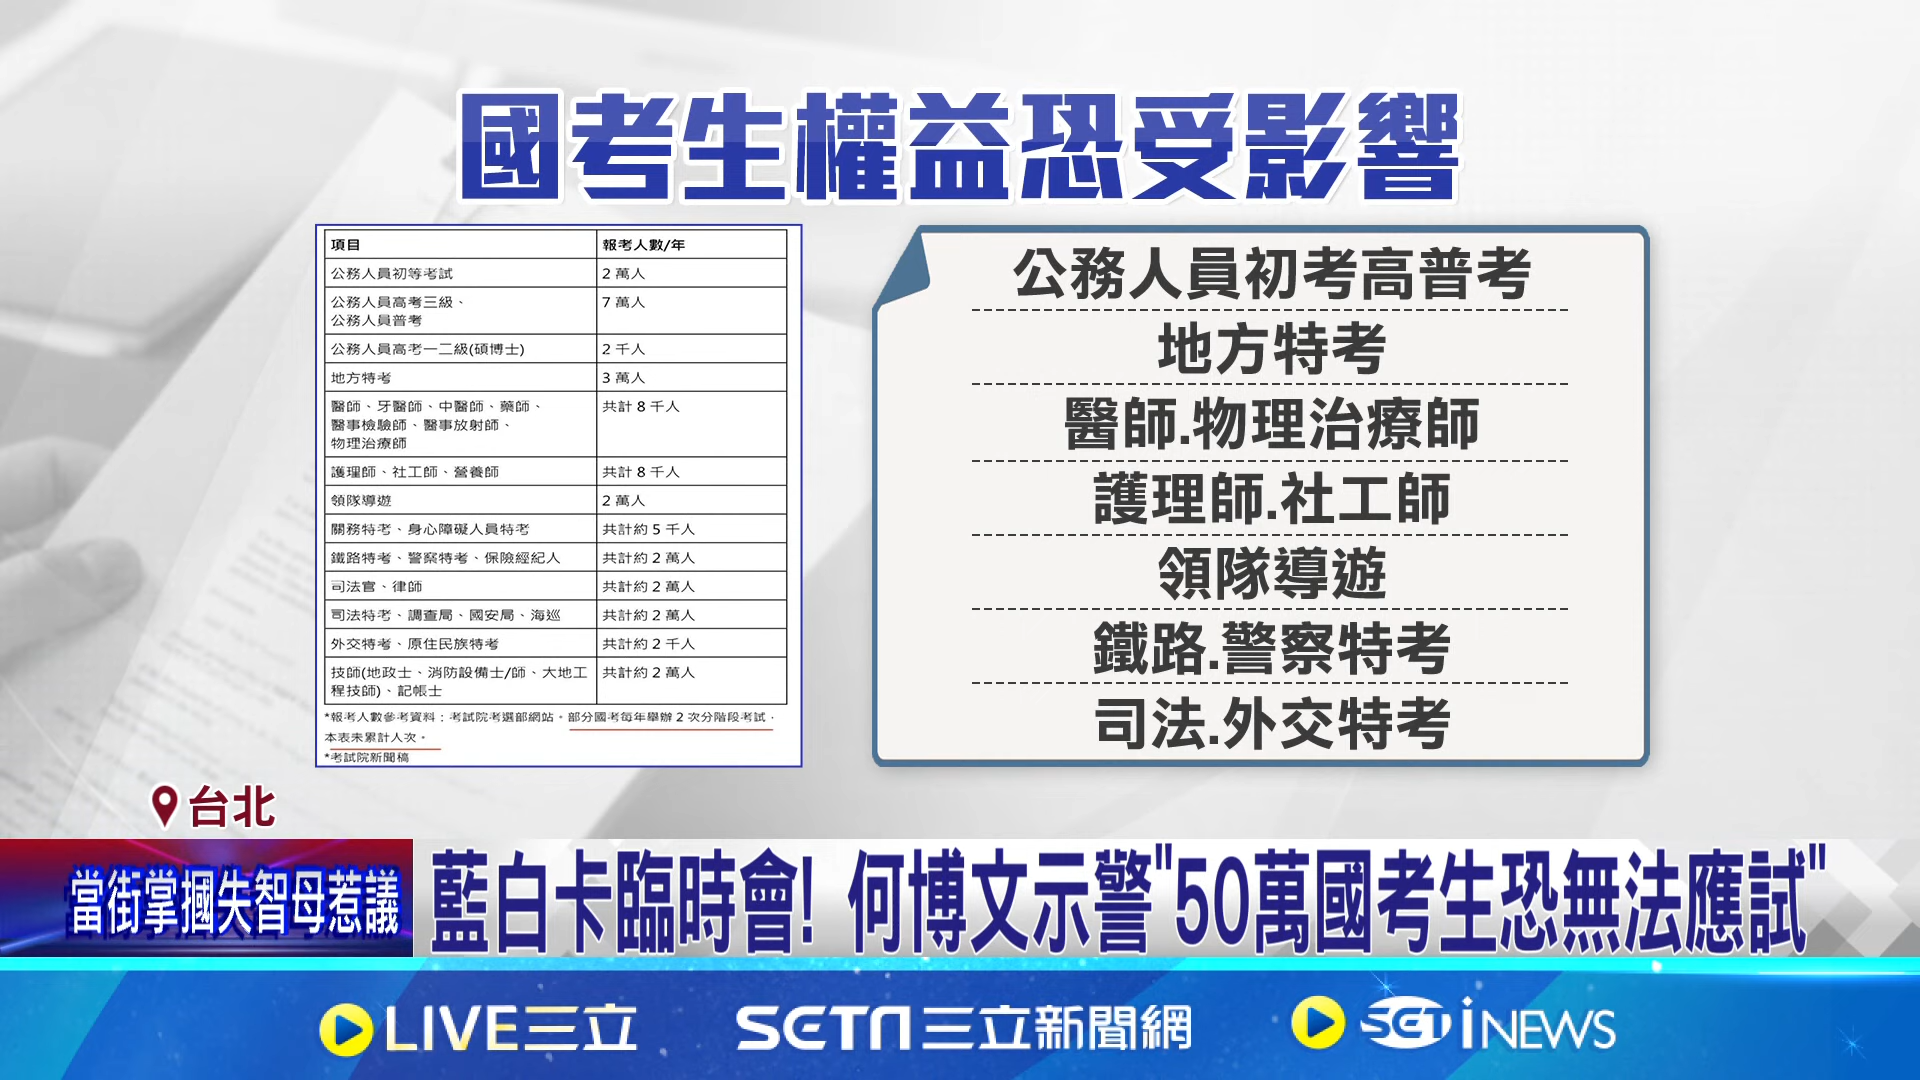 國考生權益恐受影響
項目 報考人數/年
公務人員初等考試 2 萬人
公務人員高考三級、 7 萬人
公務人員普考
公務人員高考一二級(碩博士) 2 千人
地方特考 3 萬人
醫師、牙醫師、中醫師、藥師、 共計 8 千人
醫事檢驗師、醫事放射師、
物理治療師
護理師、社工師、營養師 共計 8 千人
領隊導遊 2 萬人
關務特考、身心障礙人員特考 共計約 5 千人
鐵路特考、警察特考、保險經紀人 共計約 2 萬人
司法官、律師 共計約 2 萬人
司法特考、調查局、國安局、海巡 共計約 2 萬人
外交特考、原住民族特考 共計約 2 千人
技師(地政士、消防設備士/師、大地工 共計約 2 萬人
程技師)、記帳士
*報考人數參考資料：考試院考選部網站。部分國考每年舉辦 2 次分階段考試，
本表未累計人次。
*考試院新聞稿
公務人員初考高普考
地方特考
醫師.物理治療師
護理師.社工師
領隊導遊
鐵路.警察特考
司法.外交特考
台北
當街掌摑失智母惹議
藍白卡臨時會! 何博文示警"50萬國考生恐無法應試"
LIVE三立
SETN三立新聞網
SETiNEWS